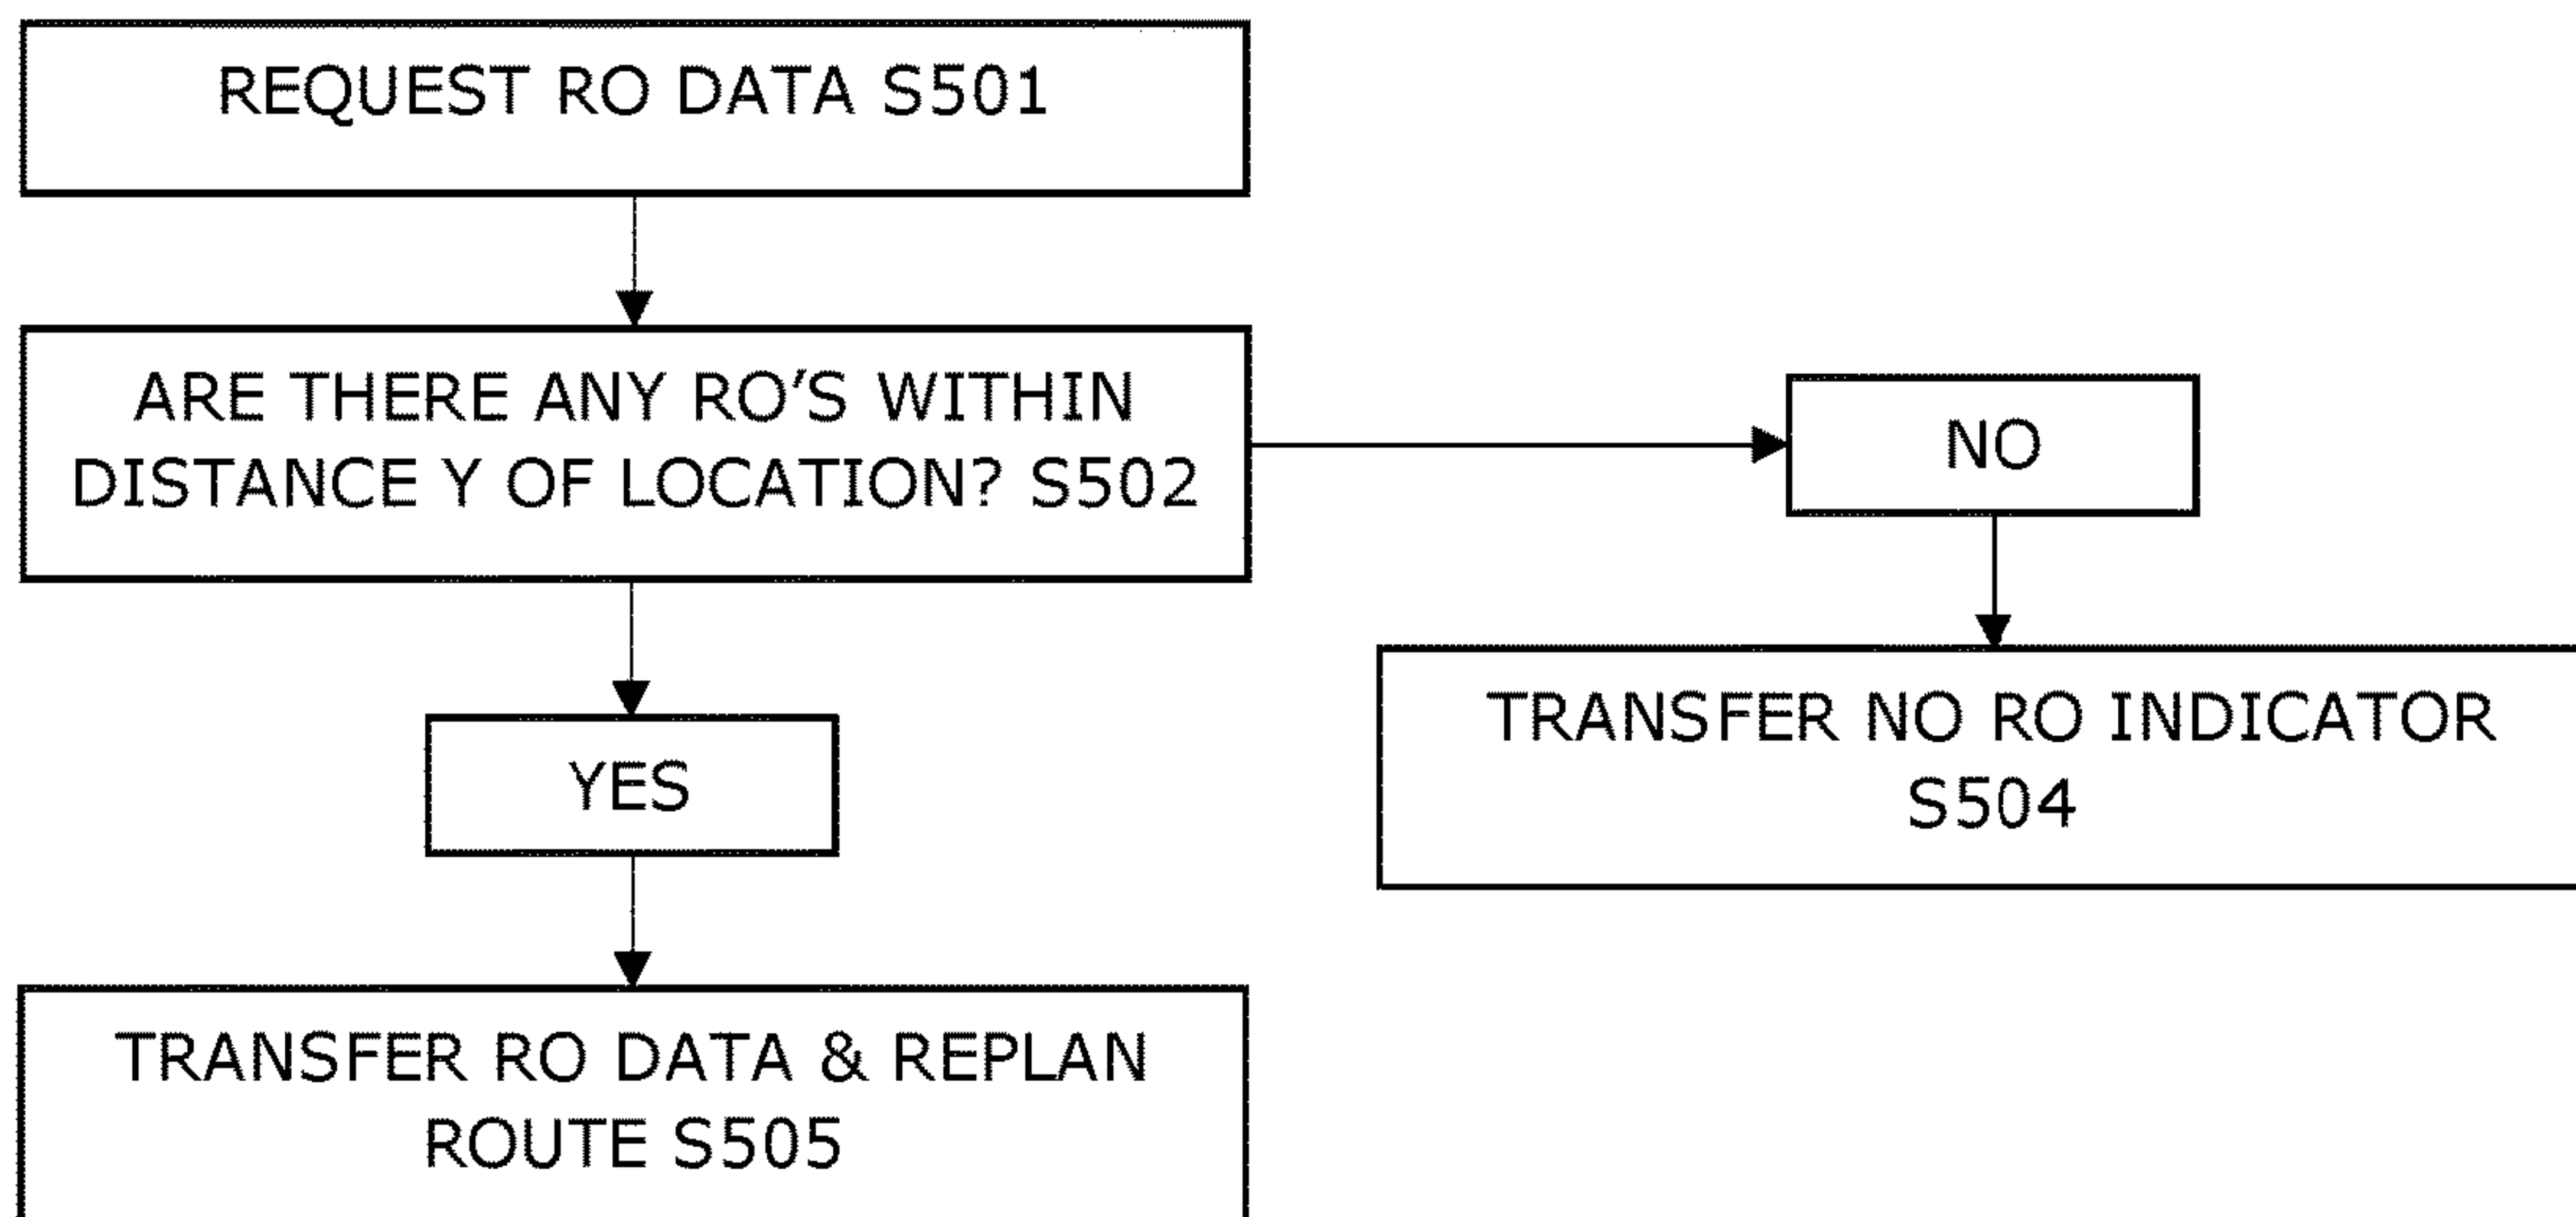 REQUEST RO DATA S501
ARE THERE ANY RO'S WITHIN
DISTANCE Y OF LOCATION? S502
NO
YES
TRANSFER NO RO INDICATOR
S504
TRANSFER RO DATA & REPLAN
ROUTE S505